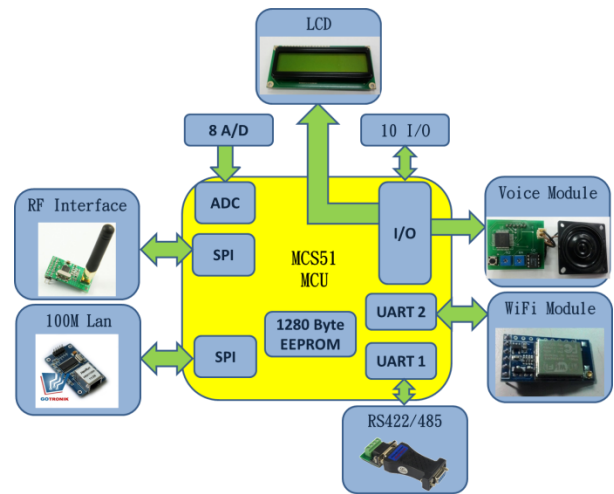 LCD
8 A/D
10 I/O
RF Interface
ADC
SPI
I/O
Voice Module
MCS51
MCU
100M Lan
SPI
1280 Byte
EEPROM
UART 2
UART 1
WiFi Module
GOTRONIK
RS422/485